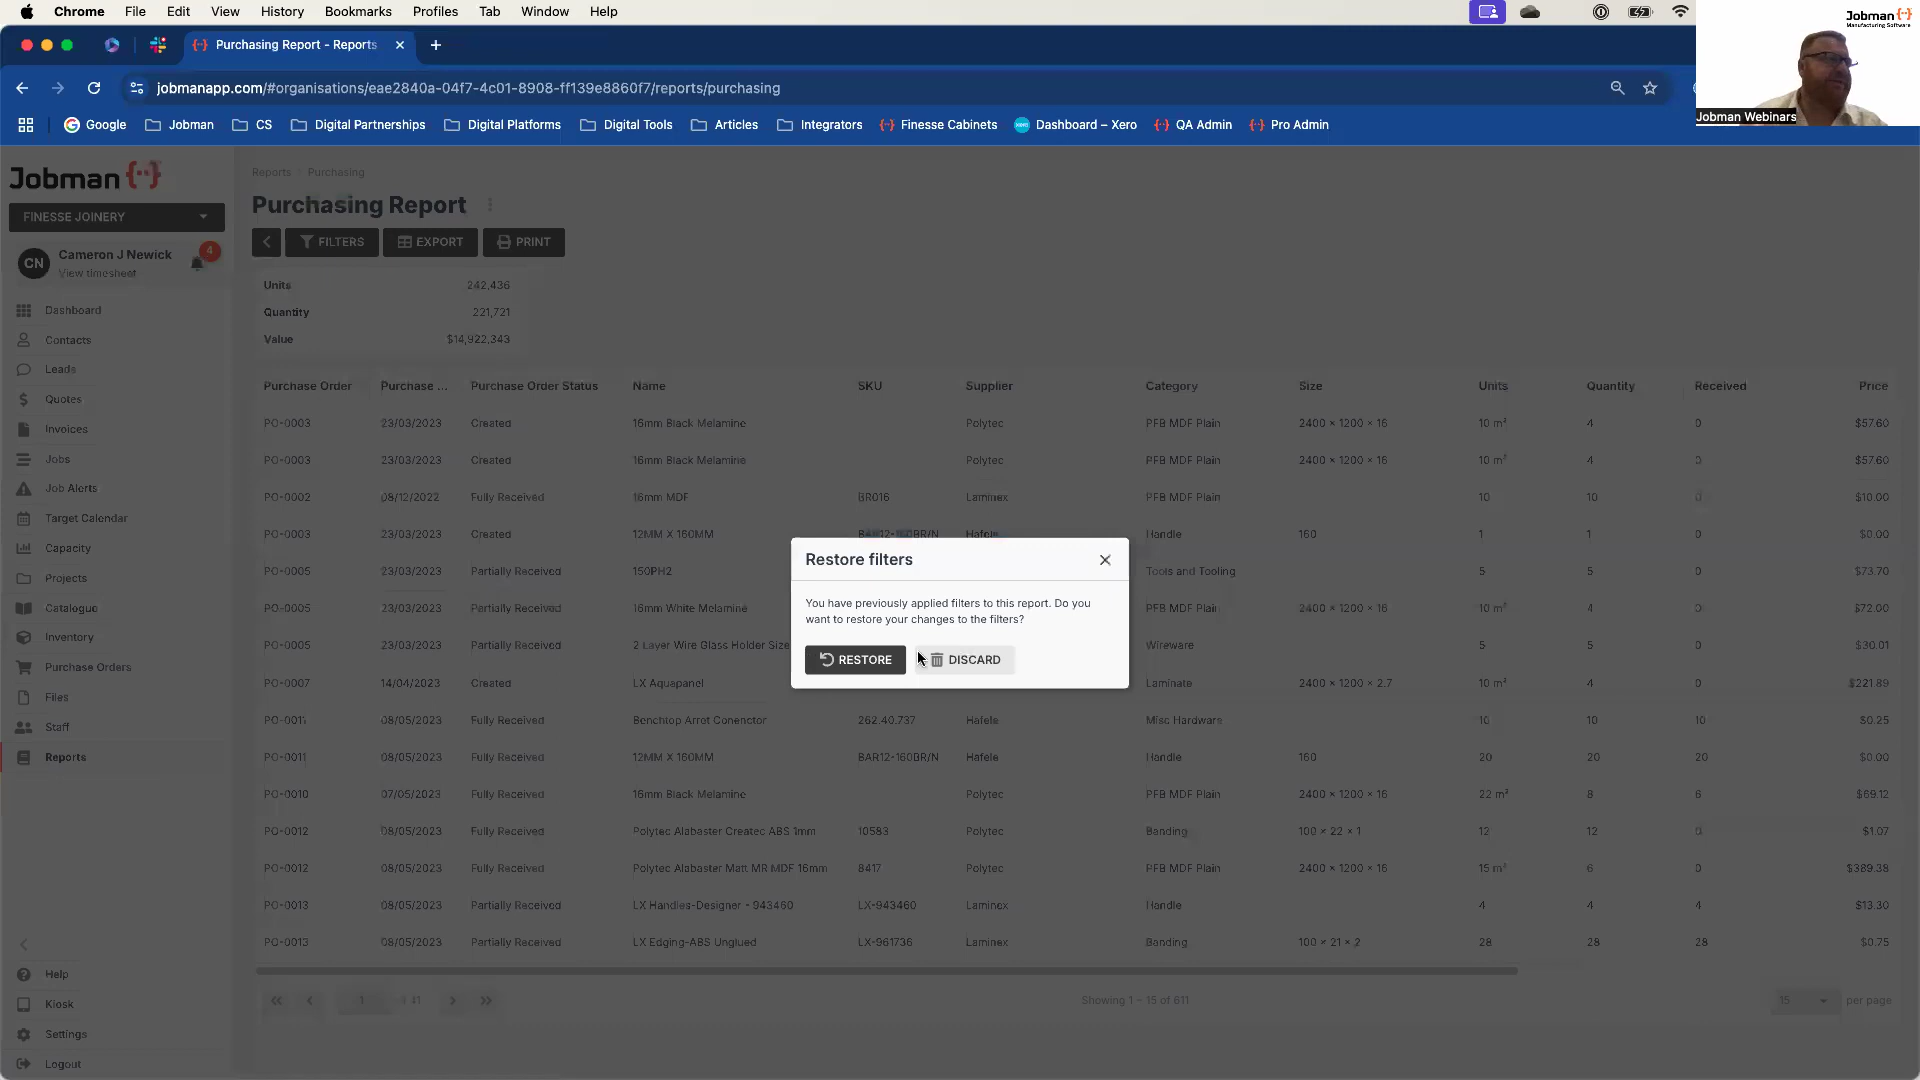 Chrome File Edit View History Bookmarks Profiles Tab Window Help
Jobman
Manufacturing Software
Purchasing Report - Reports
jobmanapp.com/#organisations/eae2840a-04f7-4c01-8908-ff139e8860f7/reports/purchasing
Jobman Webinars
Google Jobman CS Digital Partnerships Digital Platforms Digital Tools Articles Integrators Finesse Cabinets Dashboard – Xero QA Admin Pro Admin
Jobman
FINESSE JOINERY
CN Cameron J Newick 4
View timesheet
Dashboard
Contacts
Leads
Quotes
Invoices
Jobs
Job Alerts
Target Calendar
Capacity
Projects
Catalogue
Inventory
Purchase Orders
Files
Staff
Reports
Help
Kiosk
Settings
Logout
Reports Purchasing
Purchasing Report
FILTERS EXPORT PRINT
Units 242,436
Quantity 221,721
Value $14,922,343
Purchase Order Purchase ... Purchase Order Status Name SKU Supplier Category Size Units Quantity Received Price
PO-0003 23/03/2023 Created 16mm Black Melamine Polytec PFB MDF Plain 2400 × 1200 × 16 10 m² 4 0 $57.60
PO-0003 23/03/2023 Created 16mm Black Melamine Polytec PFB MDF Plain 2400 × 1200 × 16 10 m² 4 0 $57.60
PO-0002 08/12/2022 Fully Received 16mm MDF BR016 Laminex PFB MDF Plain 10 10 0 $10.00
PO-0003 23/03/2023 Created 12MM X 160MM BAR12-160BR/N Hafele Handle 160 1 1 0 $0.00
PO-0005 23/03/2023 Partially Received 150PH2 Tools and Tooling 5 5 0 $73.70
PO-0005 23/03/2023 Partially Received 16mm White Melamine PFB MDF Plain 2400 × 1200 × 16 10 m² 4 0 $72.00
PO-0005 23/03/2023 Partially Received 2 Layer Wire Glass Holder Size Wireware 5 5 0 $30.01
PO-0007 14/04/2023 Created LX Aquapanel Laminate 2400 × 1200 × 2.7 10 m² 4 0 $221.89
PO-0011 08/05/2023 Fully Received Benchtop Arrot Conenctor 262.40.737 Hafele Misc Hardware 10 10 10 $0.25
PO-0011 08/05/2023 Fully Received 12MM X 160MM BAR12-160BR/N Hafele Handle 160 20 20 20 $0.00
PO-0010 07/05/2023 Fully Received 16mm Black Melamine Polytec PFB MDF Plain 2400 × 1200 × 16 22 m² 8 6 $69.12
PO-0012 08/05/2023 Fully Received Polytec Alabaster Createc ABS 1mm 10583 Polytec Banding 100 × 22 × 1 12 12 0 $1.07
PO-0012 08/05/2023 Fully Received Polytec Alabaster Matt MR MDF 16mm 8417 Polytec PFB MDF Plain 2400 × 1200 × 16 15 m² 6 0 $389.38
PO-0013 08/05/2023 Partially Received LX Handles-Designer - 943460 LX-943460 Laminex Handle 4 4 4 $13.30
PO-0013 08/05/2023 Partially Received LX Edging-ABS Unglued LX-961736 Laminex Banding 100 × 21 × 2 28 28 28 $0.75
1 41 Showing 1 – 15 of 611 15 per page
Restore filters
You have previously applied filters to this report. Do you
want to restore your changes to the filters?
RESTORE DISCARD